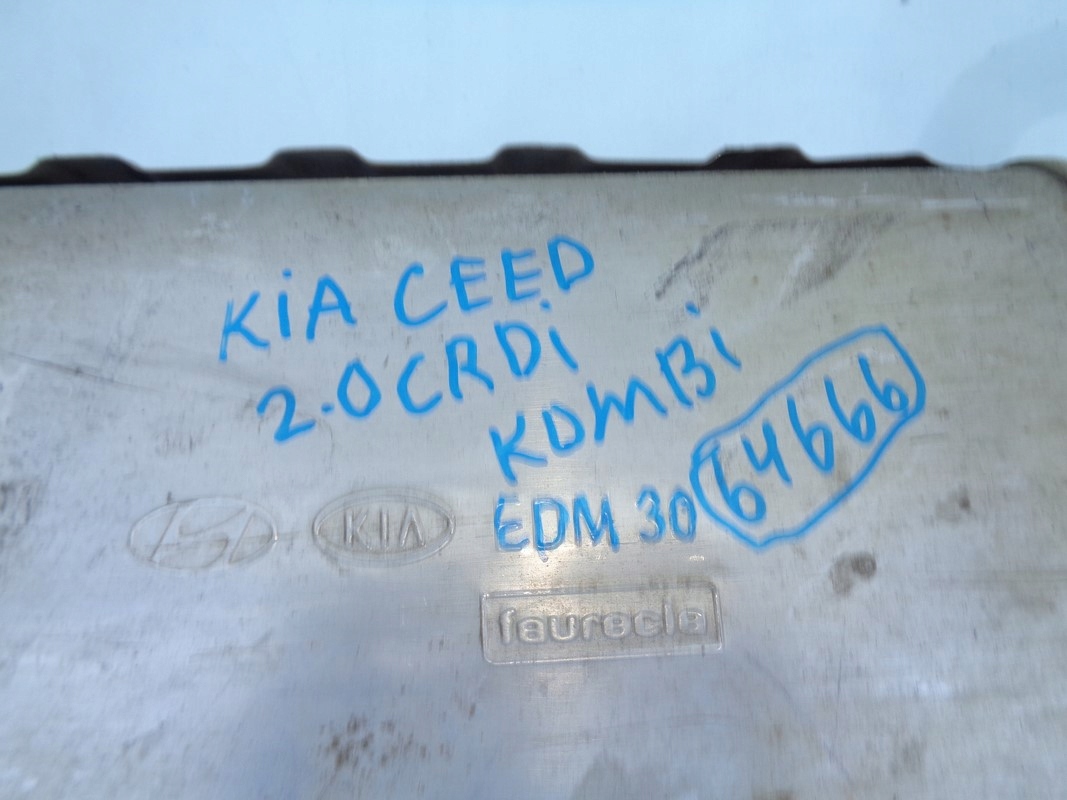 KiA CEED
2.0CRDi
KOMBi
64666
KIA
EDM 30
faurecia